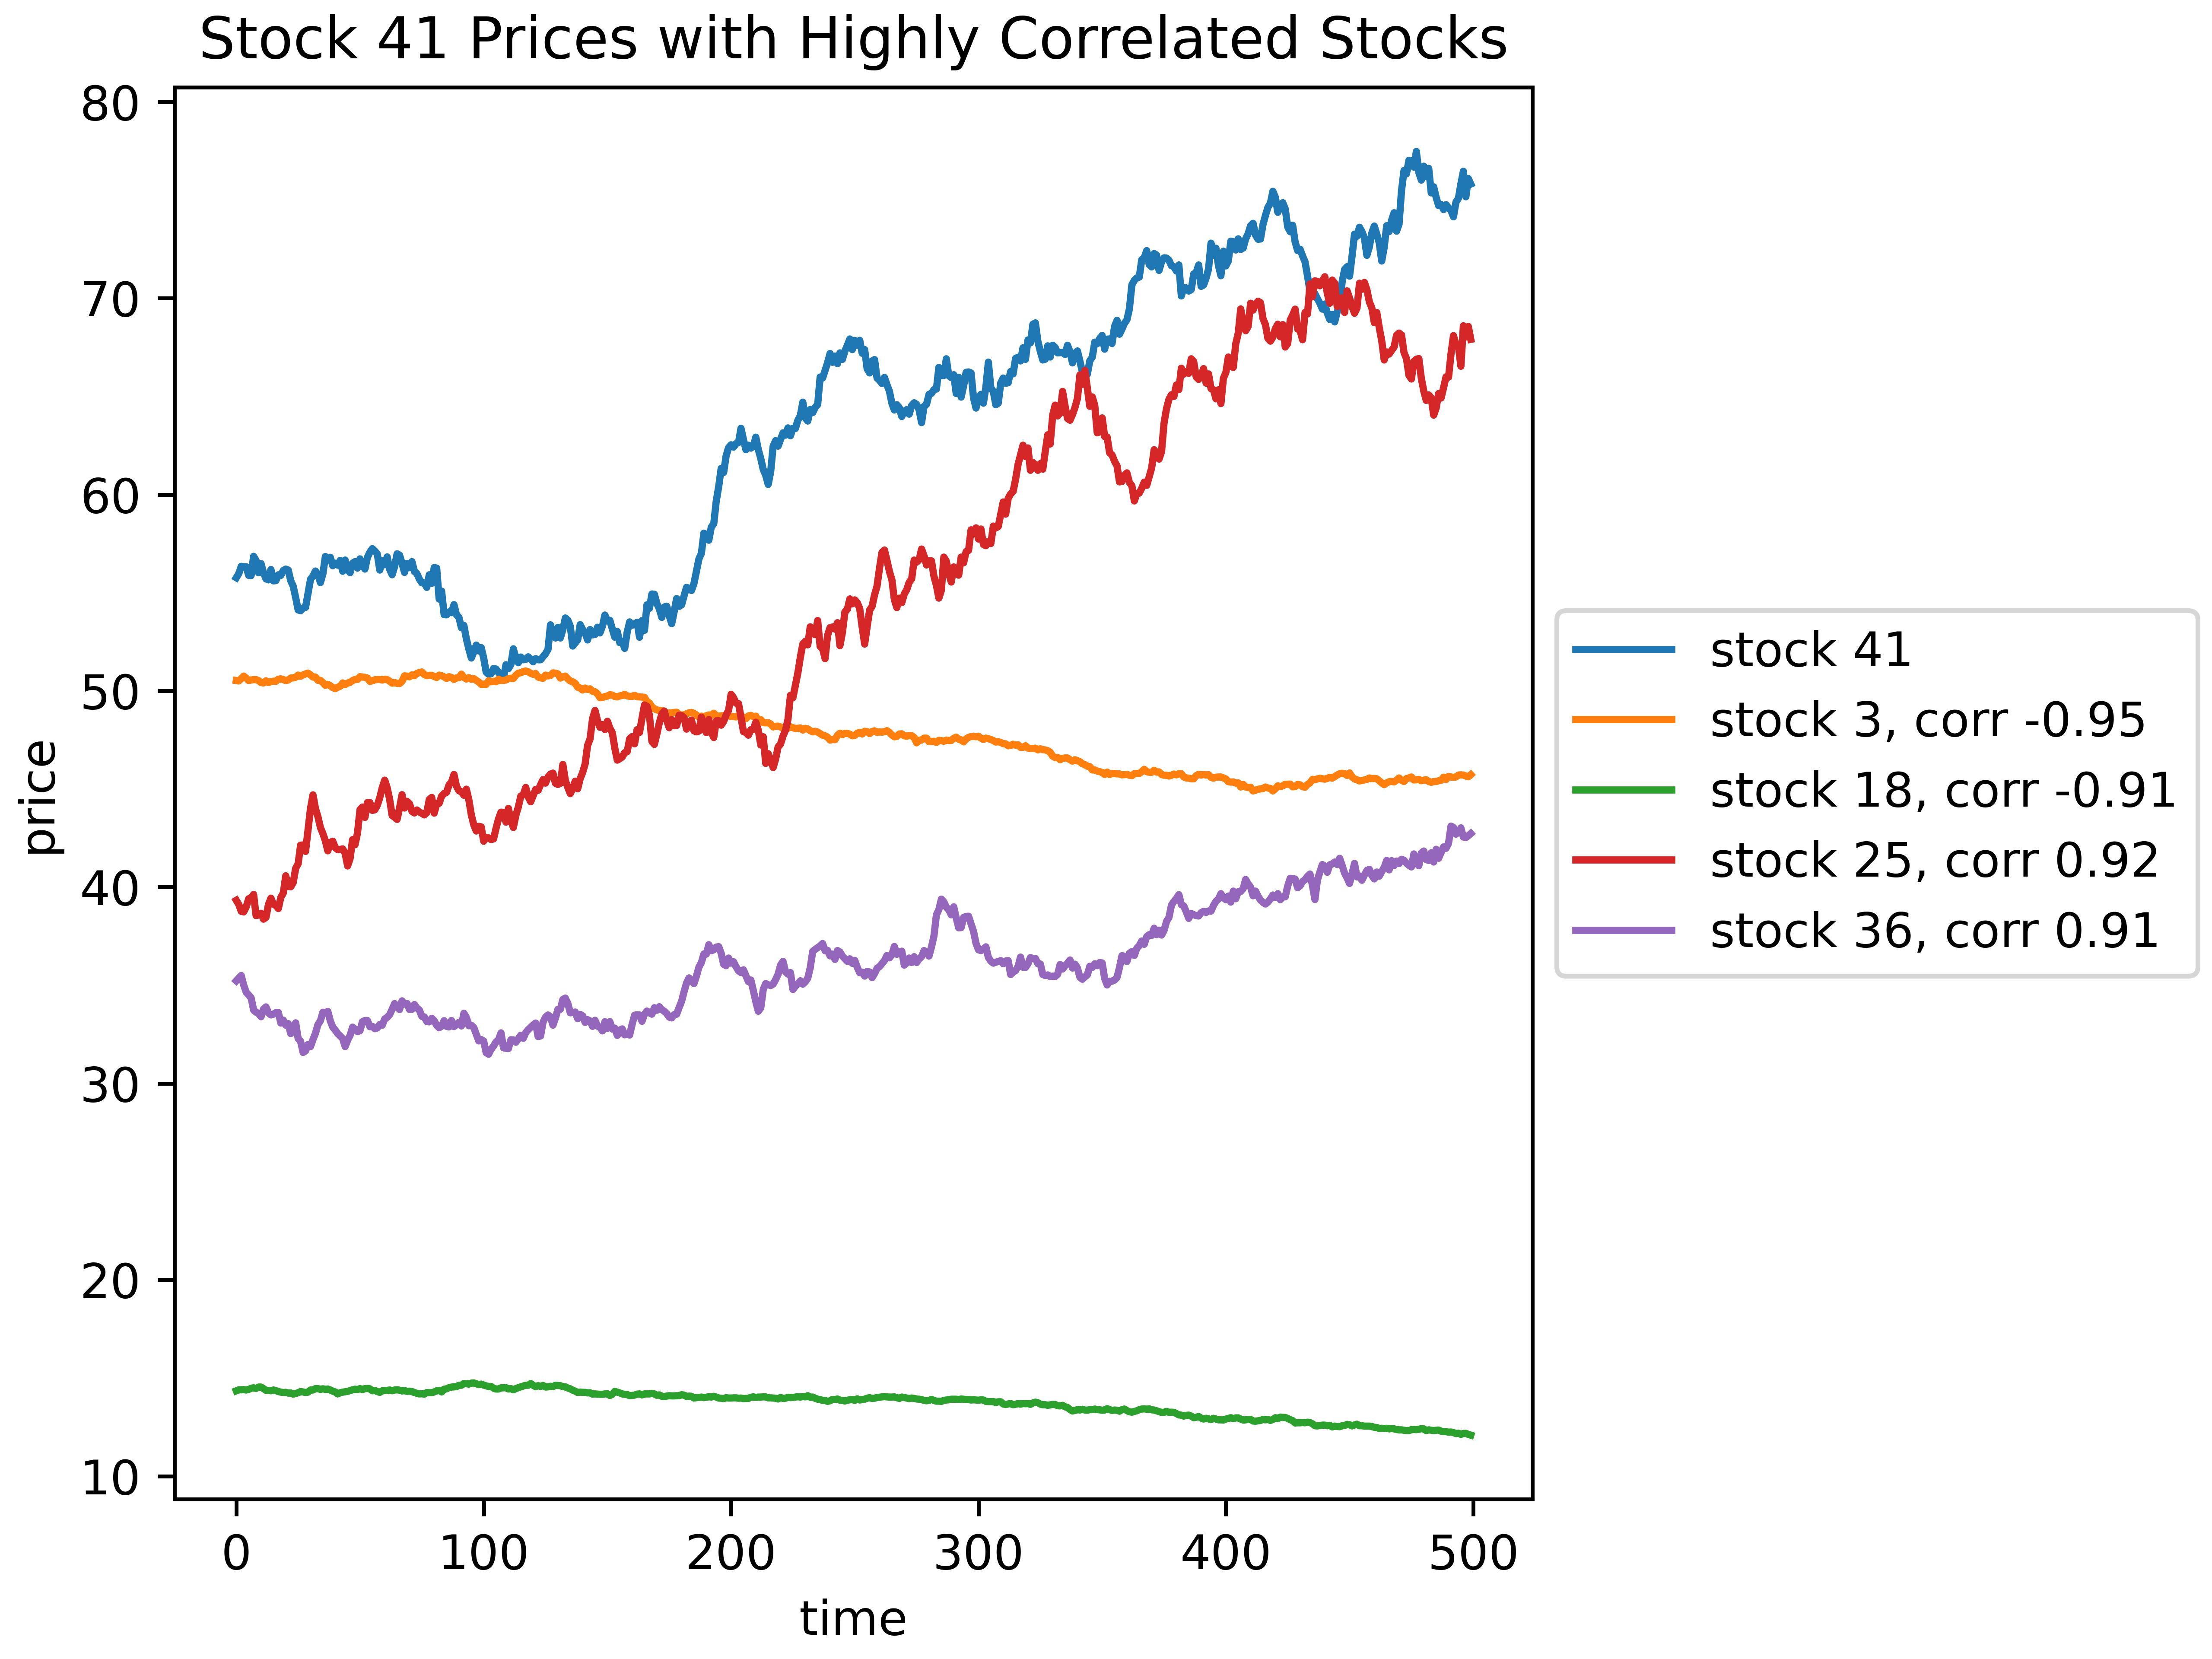 Stock 41 Prices with Highly Correlated Stocks
80
70
60
50
40
30
20
10
price
0 100 200 300 400 500
time
stock 41
stock 3, corr -0.95
stock 18, corr -0.91
stock 25, corr 0.92
stock 36, corr 0.91